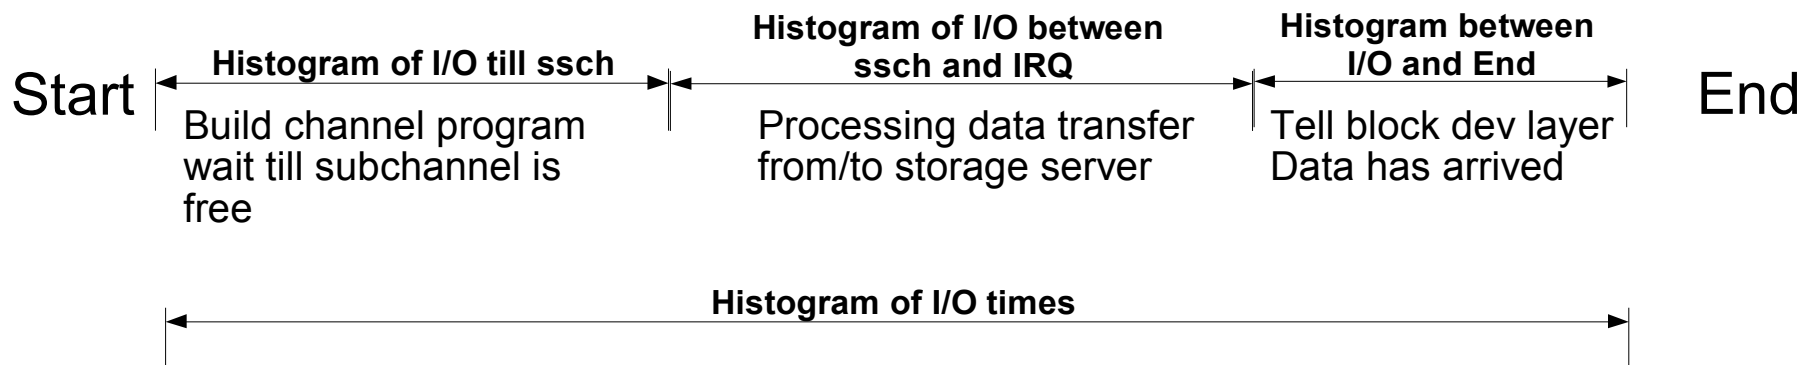 Start
Histogram of I/O till ssch
Build channel program
wait till subchannel is
free
Histogram of I/O between
ssch and IRQ
Processing data transfer
from/to storage server
Histogram between
I/O and End
Tell block dev layer
Data has arrived
End
Histogram of I/O times